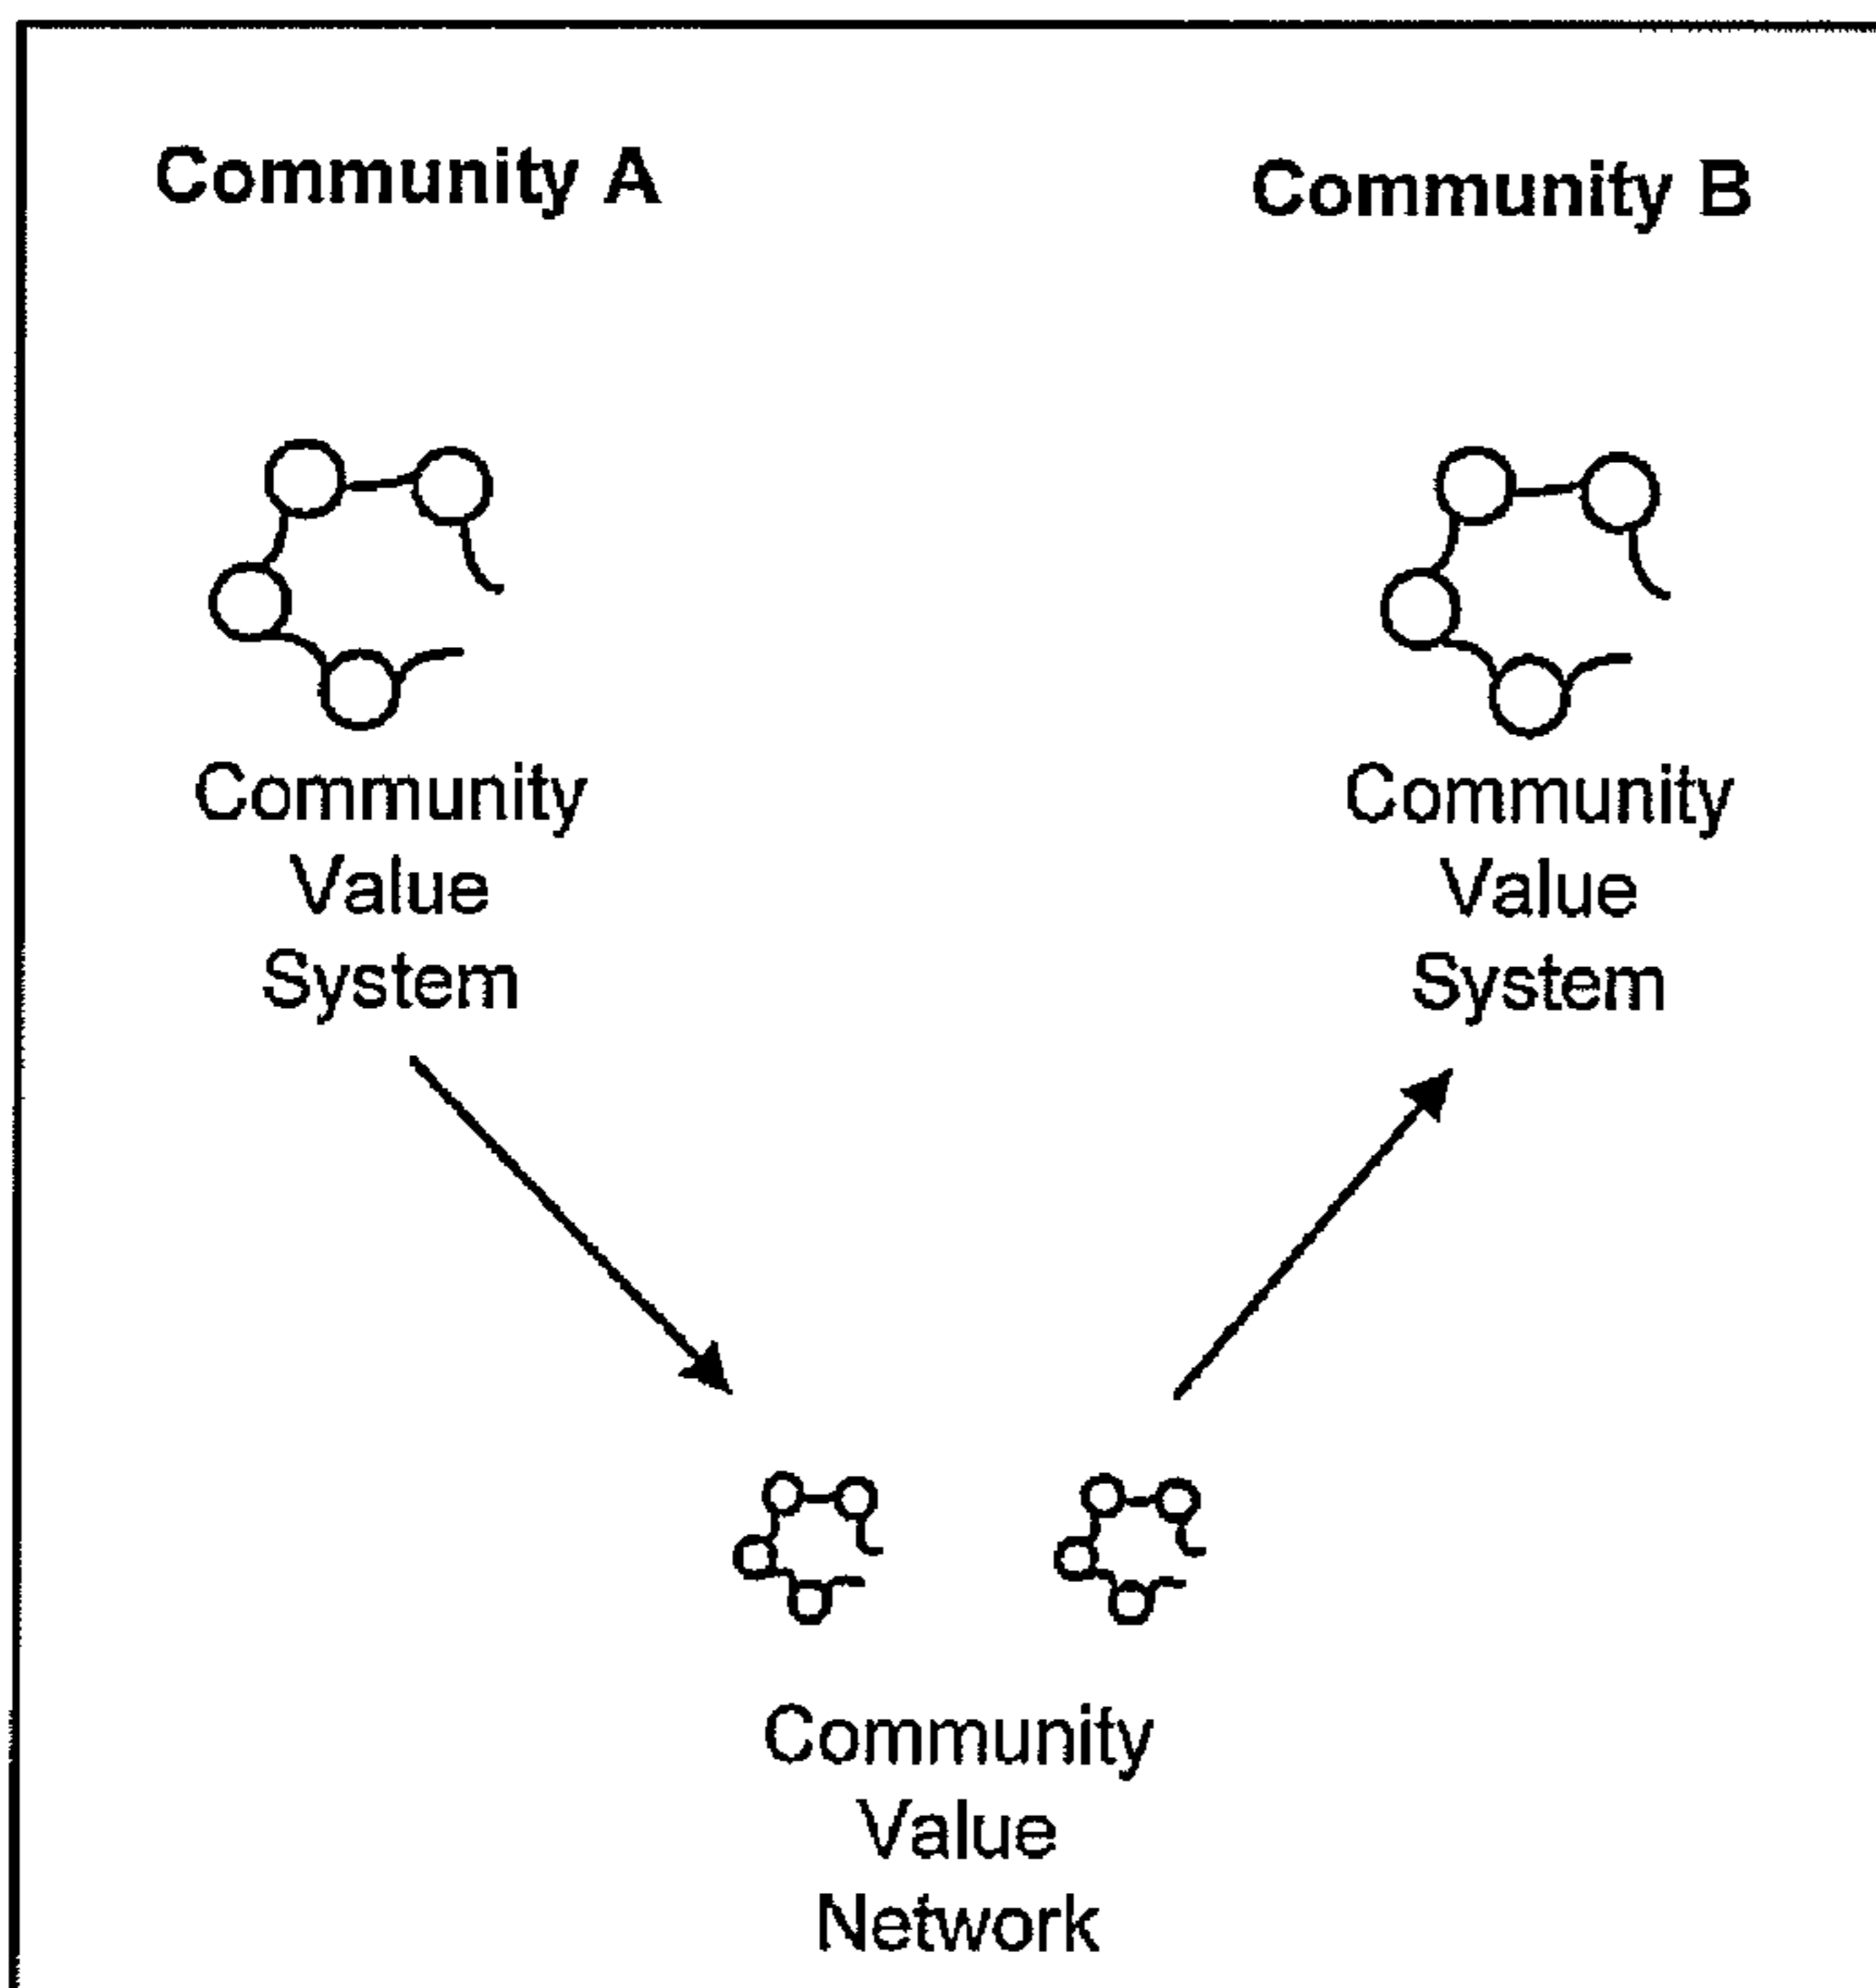 Community A
Community B
Community
Value
System
Community
Value
System
Community
Value
Network